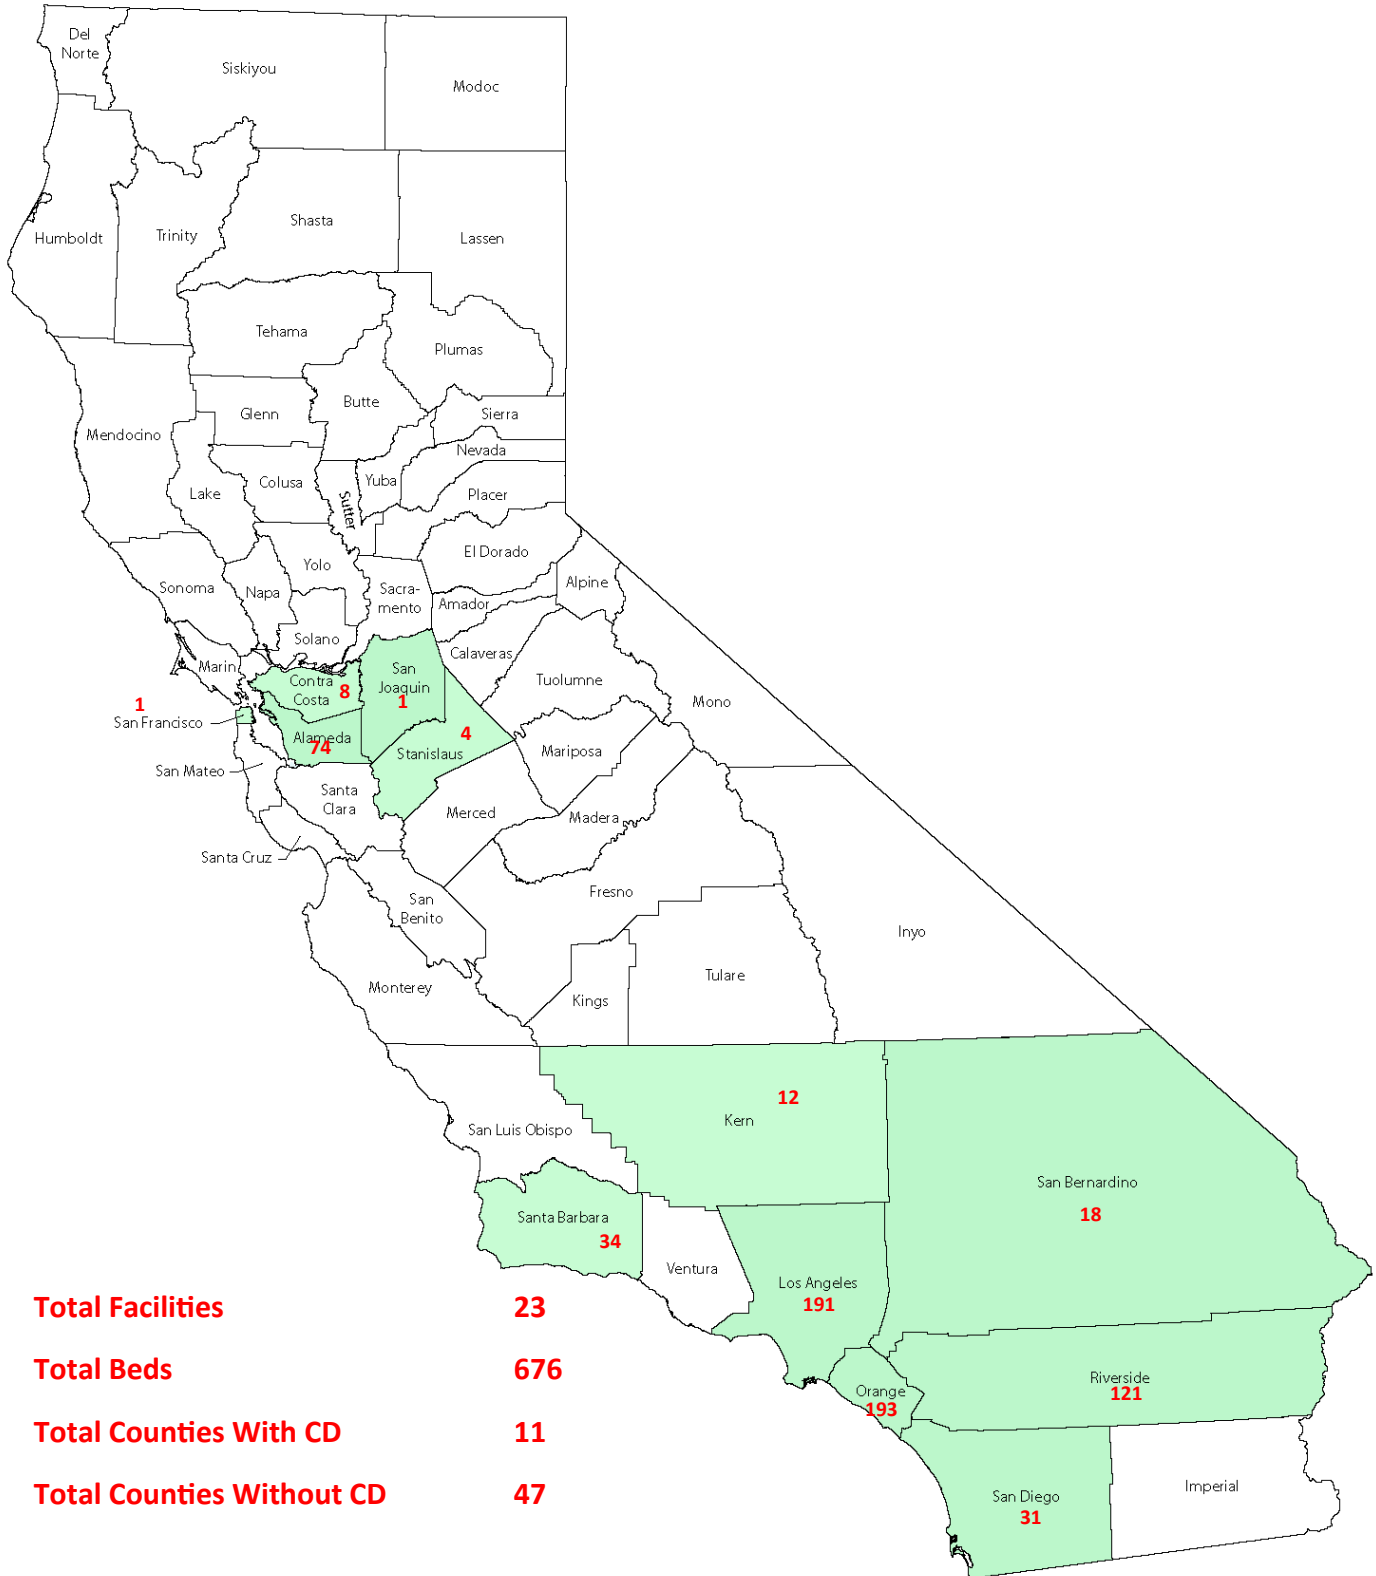 Del
Norte
Siskiyou
Modoc
Humboldt
Trinity
Shasta
Lassen
Tehama
Plumas
Mendocino
Glenn
Butte
Sierra
Nevada
Lake
Colusa
Sutter
Yuba
Placer
El Dorado
Sonoma
Napa
Yolo
Sacra-
mento
Amador
Alpine
Solano
Marin
Calaveras
Tuolumne
Mono
Contra
Costa
8
San
Joaquin
1
1
San Francisco
Alameda
74
4
Stanislaus
Mariposa
San Mateo
Santa
Clara
Merced
Madera
Santa Cruz
San
Benito
Fresno
Inyo
Monterey
Kings
Tulare
12
Kern
San Luis Obispo
San Bernardino
18
Santa Barbara
34
Ventura
Los Angeles
191
Orange
193
Riverside
121
San Diego
31
Imperial
Total Facilities 23
Total Beds 676
Total Counties With CD 11
Total Counties Without CD 47